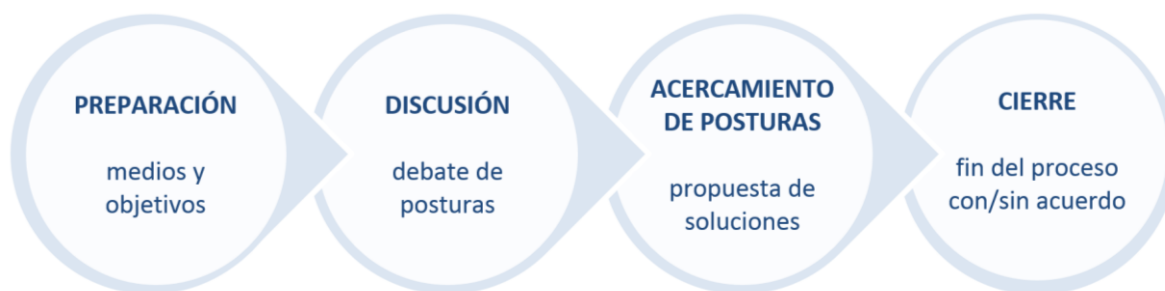 PREPARACIÓN
medios y
objetivos
DISCUSIÓN
debate de
posturas
ACERCAMIENTO
DE POSTURAS
propuesta de
soluciones
CIERRE
fin del proceso
con/sin acuerdo